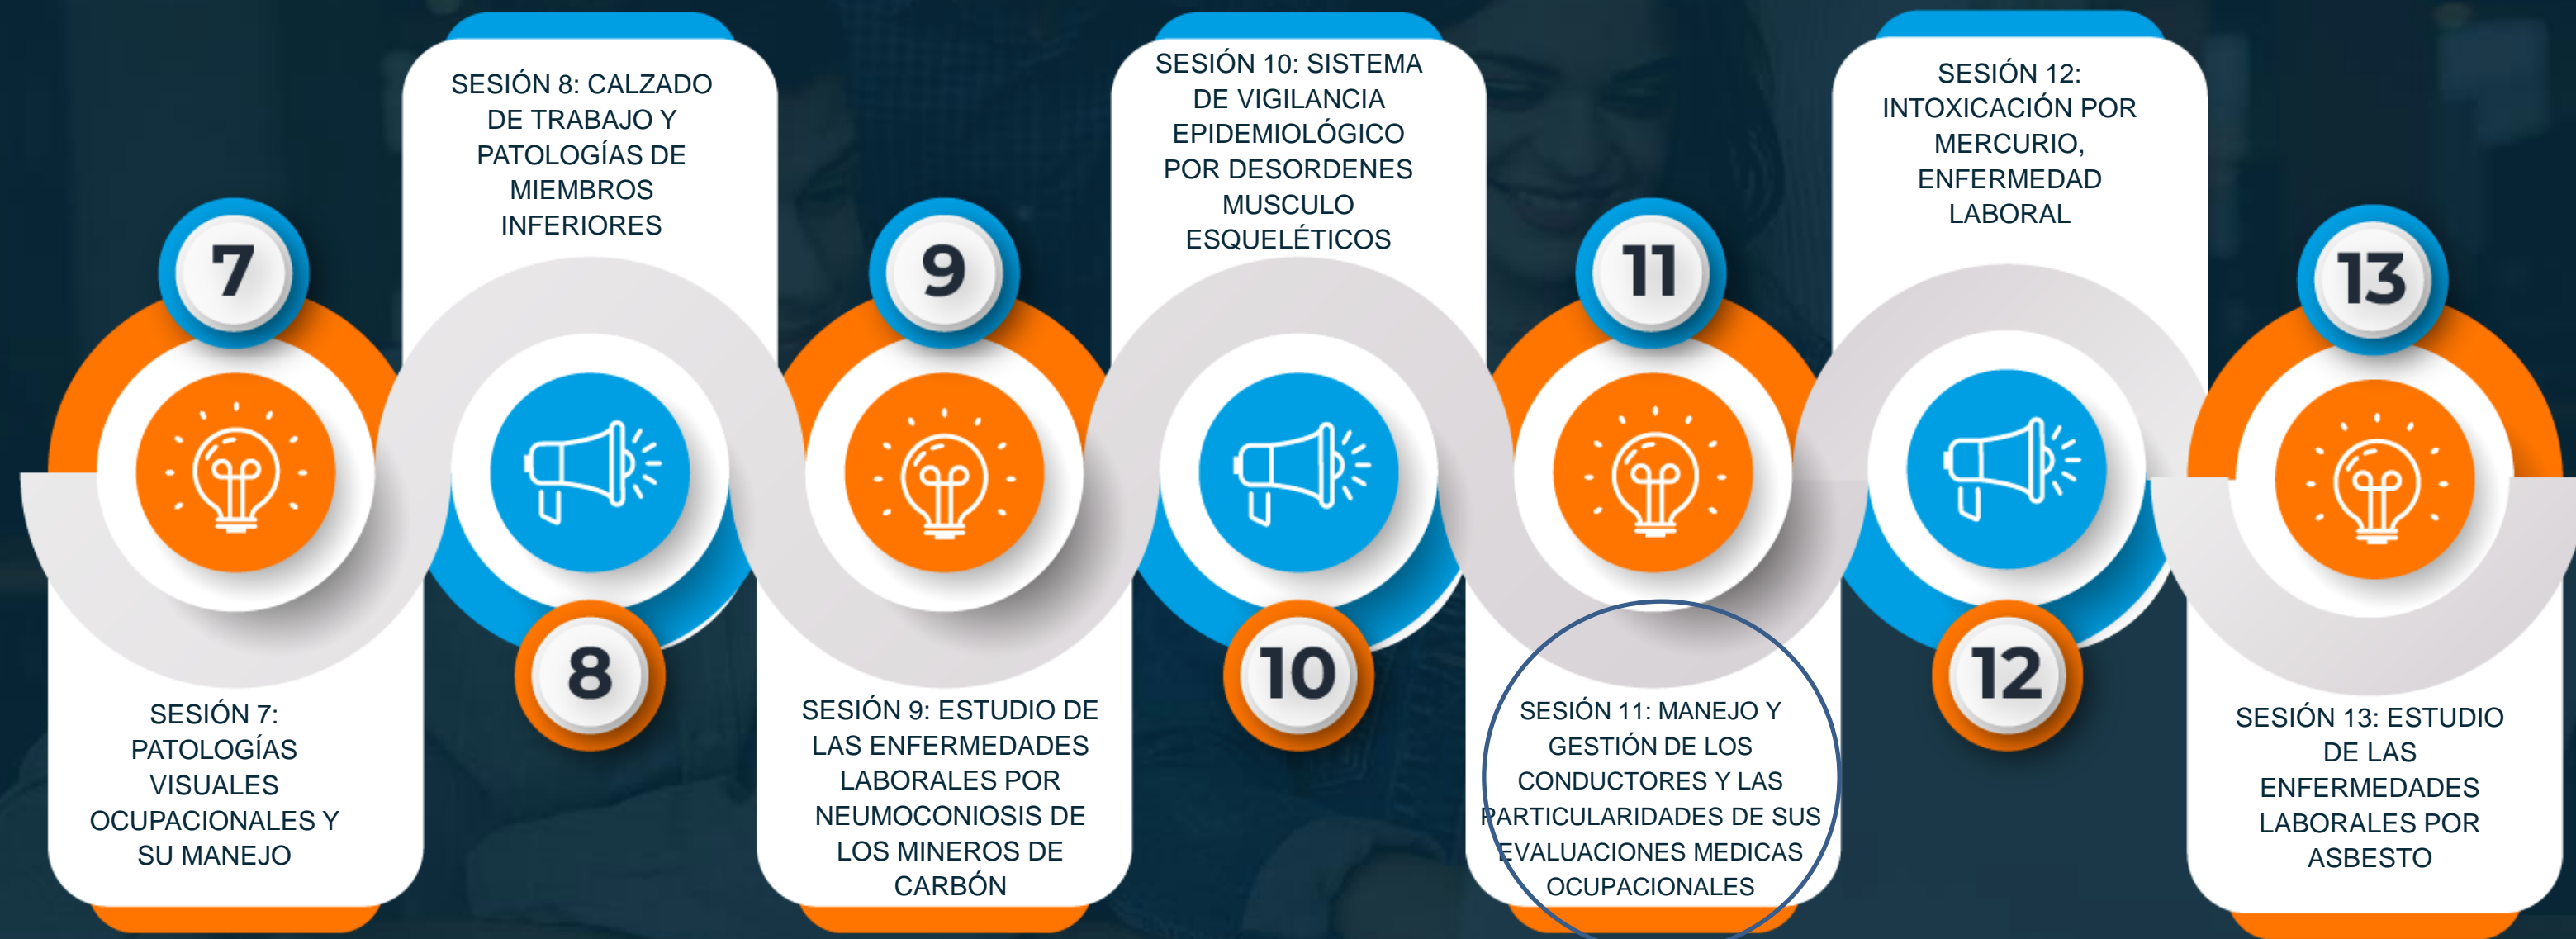 7
SESIÓN 7:
PATOLOGÍAS
VISUALES
OCUPACIONALES Y
SU MANEJO
SESIÓN 8: CALZADO
DE TRABAJO Y
PATOLOGÍAS DE
MIEMBROS
INFERIORES
8
9
SESIÓN 9: ESTUDIO DE
LAS ENFERMEDADES
LABORALES POR
NEUMOCONIOSIS DE
LOS MINEROS DE
CARBÓN
SESIÓN 10: SISTEMA
DE VIGILANCIA
EPIDEMIOLÓGICO
POR DESORDENES
MUSCULO
ESQUELÉTICOS
10
11
SESIÓN 11: MANEJO Y
GESTIÓN DE LOS
CONDUCTORES Y LAS
PARTICULARIDADES DE SUS
EVALUACIONES MEDICAS
OCUPACIONALES
SESIÓN 12:
INTOXICACIÓN POR
MERCURIO,
ENFERMEDAD
LABORAL
12
13
SESIÓN 13: ESTUDIO
DE LAS
ENFERMEDADES
LABORALES POR
ASBESTO